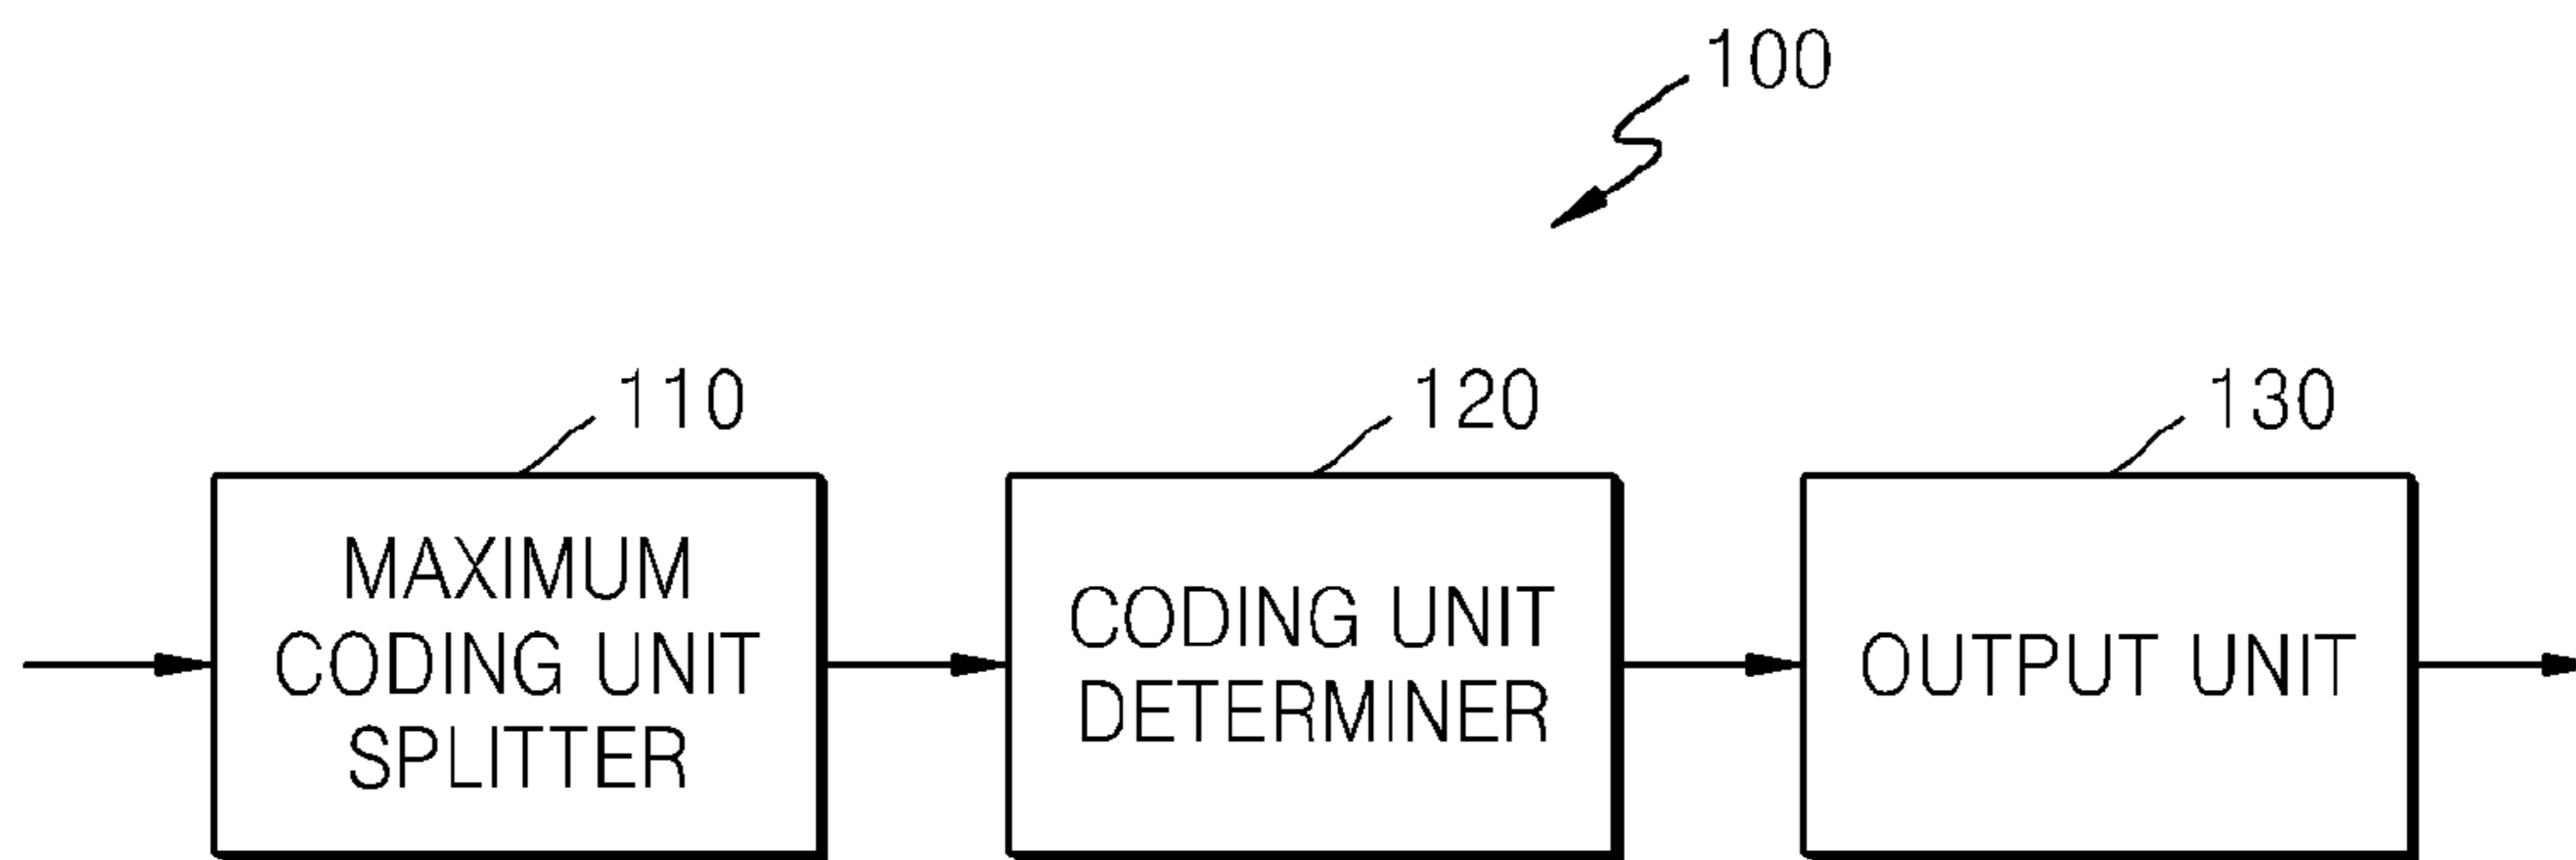 100
110
120
130
MAXIMUM
CODING UNIT
SPLITTER
CODING UNIT
DETERMINER
OUTPUT UNIT